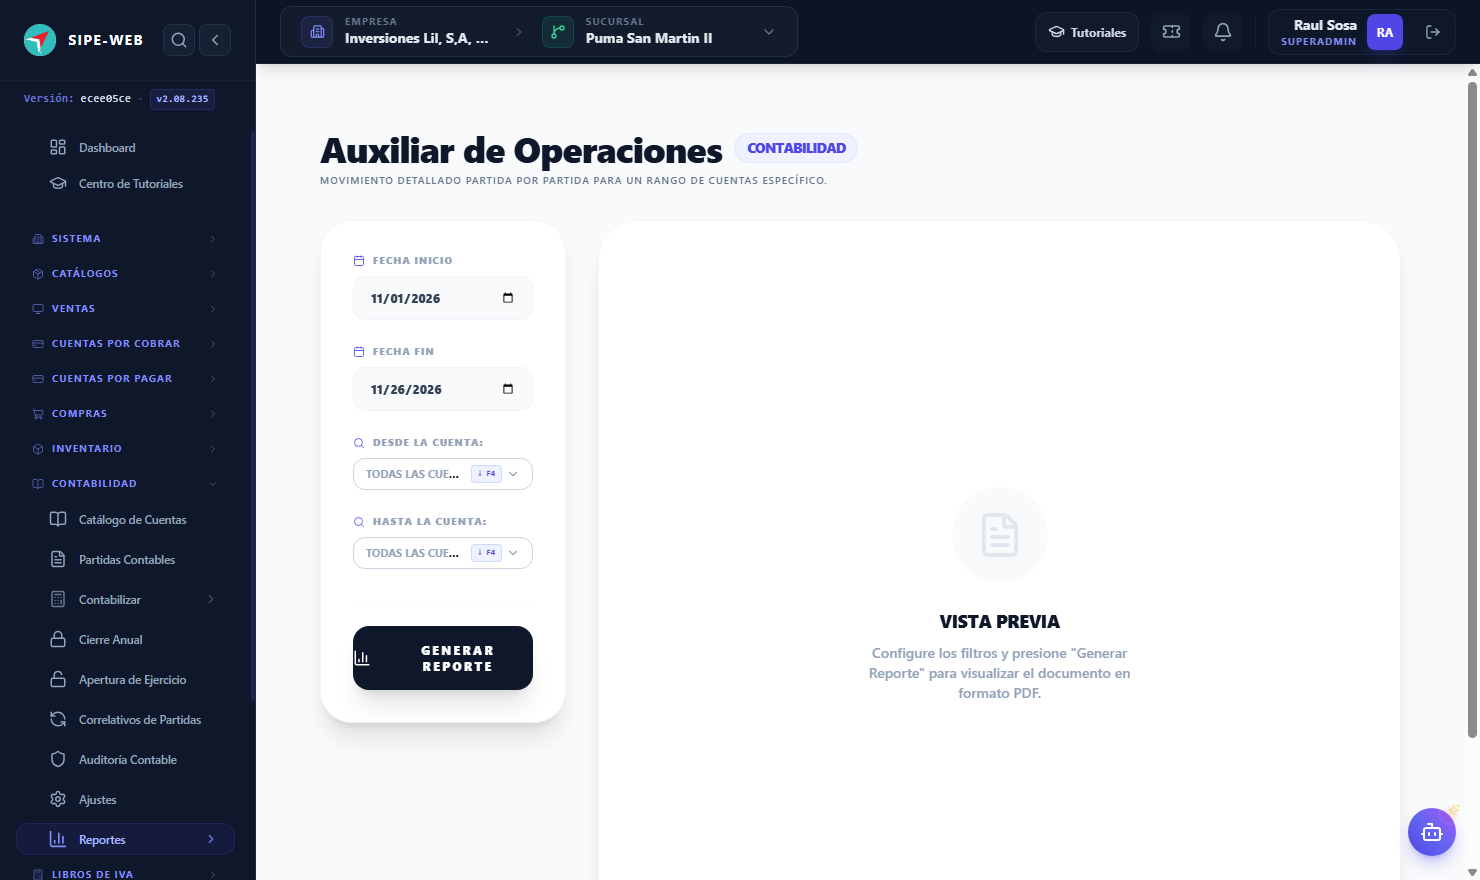 SIPE-WEB
Versión: ecee05ce · v2.08.235
Dashboard
Centro de Tutoriales
SISTEMA
CATÁLOGOS
VENTAS
CUENTAS POR COBRAR
CUENTAS POR PAGAR
COMPRAS
INVENTARIO
CONTABILIDAD
Catálogo de Cuentas
Partidas Contables
Contabilizar
Cierre Anual
Apertura de Ejercicio
Correlativos de Partidas
Auditoría Contable
Ajustes
Reportes
LIBROS DE IVA
EMPRESA
Inversiones Lil, S,A, ...
SUCURSAL
Puma San Martin II
Tutoriales
Raul Sosa
SUPERADMIN
RA
Auxiliar de Operaciones
CONTABILIDAD
MOVIMIENTO DETALLADO PARTIDA POR PARTIDA PARA UN RANGO DE CUENTAS ESPECÍFICO.
FECHA INICIO
11/01/2026
FECHA FIN
11/26/2026
DESDE LA CUENTA:
TODAS LAS CUE... ↓ F4
HASTA LA CUENTA:
TODAS LAS CUE... ↓ F4
GENERAR
REPORTE
VISTA PREVIA
Configure los filtros y presione "Generar
Reporte" para visualizar el documento en
formato PDF.